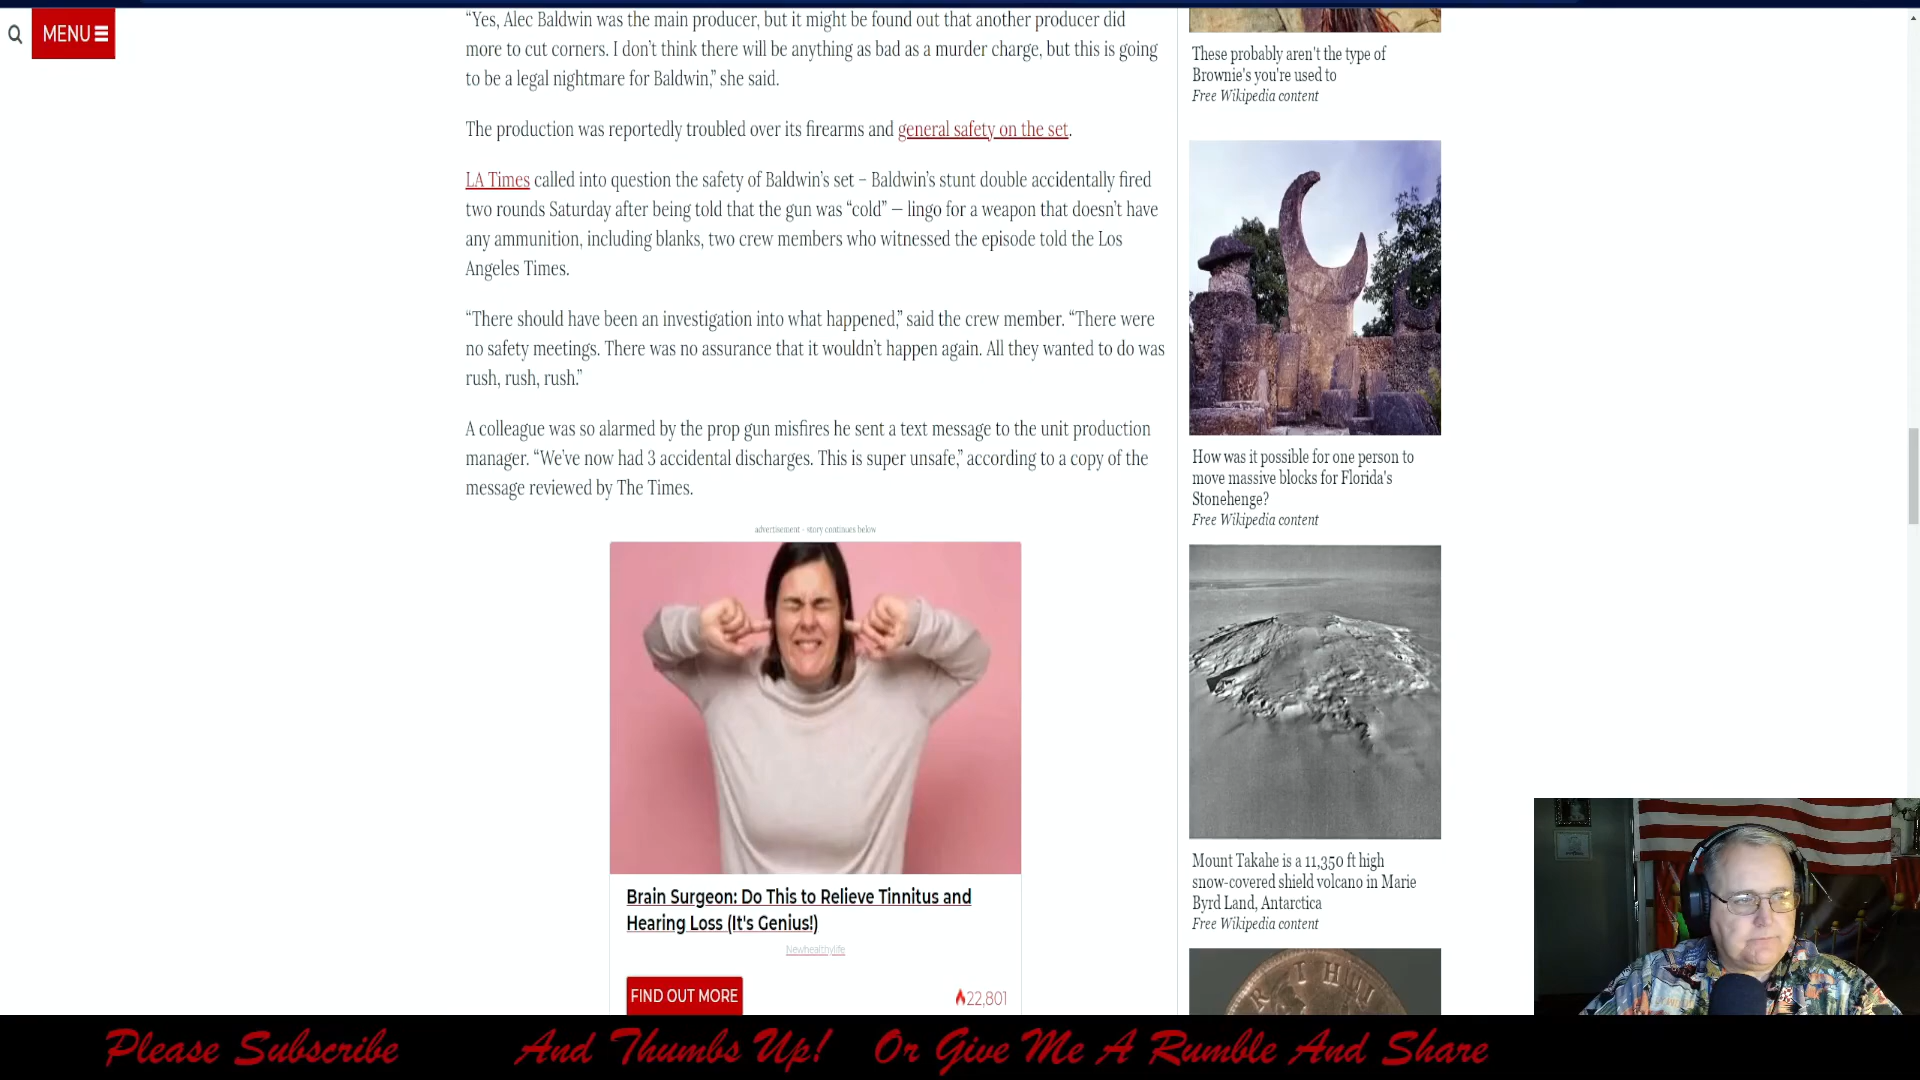 MENU
“Yes, Alec Baldwin was the main producer, but it might be found out that another producer did
more to cut corners. I don’t think there will be anything as bad as a murder charge, but this is going
to be a legal nightmare for Baldwin,” she said.
The production was reportedly troubled over its firearms and general safety on the set.
LA Times called into question the safety of Baldwin’s set – Baldwin’s stunt double accidentally fired
two rounds Saturday after being told that the gun was “cold” — lingo for a weapon that doesn’t have
any ammunition, including blanks, two crew members who witnessed the episode told the Los
Angeles Times.
“There should have been an investigation into what happened,” said the crew member. “There were
no safety meetings. There was no assurance that it wouldn’t happen again. All they wanted to do was
rush, rush, rush.”
A colleague was so alarmed by the prop gun misfires he sent a text message to the unit production
manager. “We’ve now had 3 accidental discharges. This is super unsafe,” according to a copy of the
message reviewed by The Times.
advertisement - story continues below
Brain Surgeon: Do This to Relieve Tinnitus and
Hearing Loss (It's Genius!)
Newhealthylife
FIND OUT MORE
22,801
These probably aren't the type of
Brownie's you're used to
Free Wikipedia content
How was it possible for one person to
move massive blocks for Florida's
Stonehenge?
Free Wikipedia content
Mount Takahe is a 11,350 ft high
snow-covered shield volcano in Marie
Byrd Land, Antarctica
Free Wikipedia content
Please Subscribe And Thumbs Up! Or Give Me A Rumble And Share